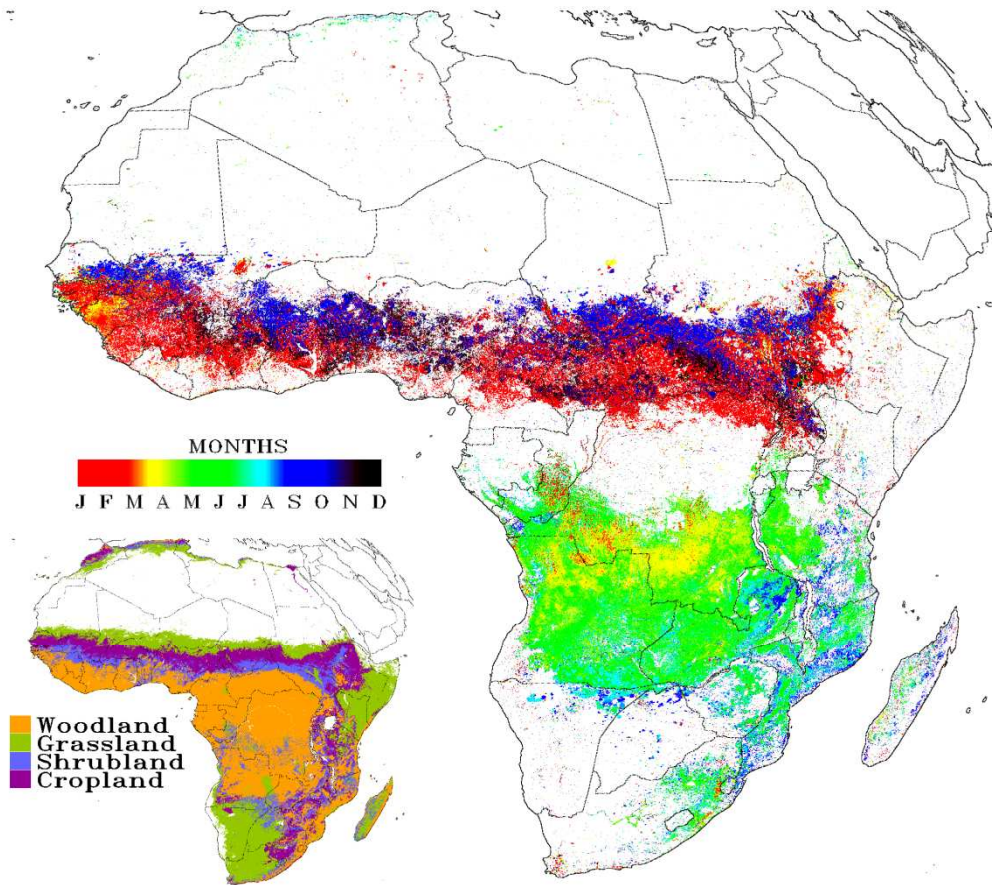 MONTHS
J F M A M J J A S O N D
Woodland
Grassland
Shrubland
Cropland